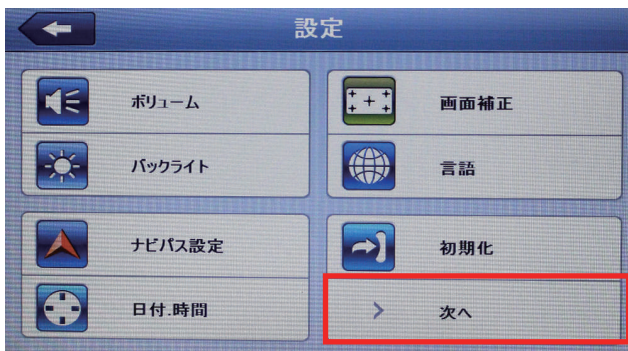 設定
ボリューム
画面補正
バックライト
言語
ナビパス設定
初期化
日付.時間
次へ